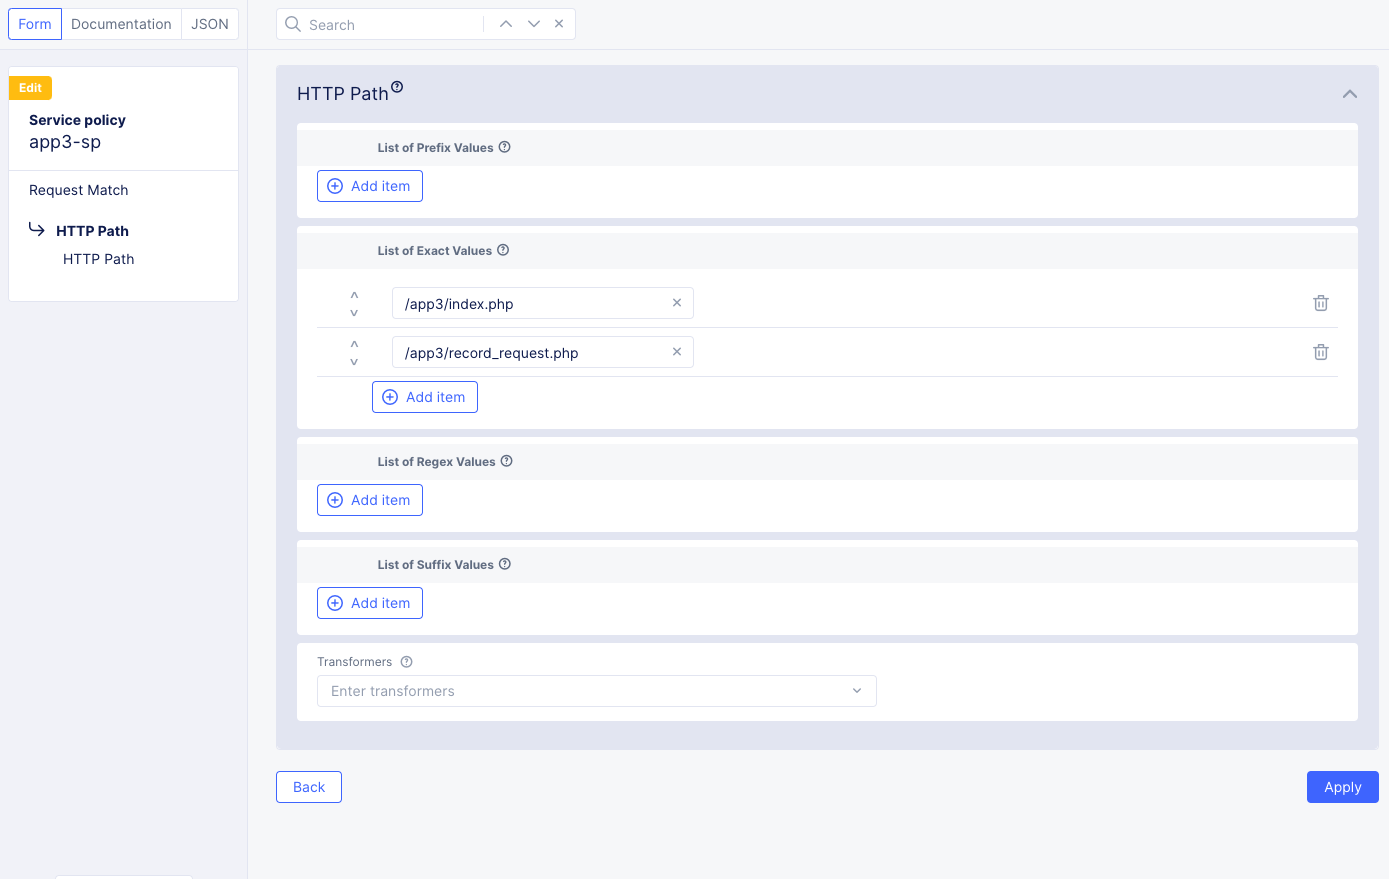 Form Documentation JSON
Search
Edit
Service policy
app3-sp
Request Match
HTTP Path
HTTP Path
HTTP Path
List of Prefix Values
Add item
List of Exact Values
/app3/index.php
/app3/record_request.php
Add item
List of Regex Values
Add item
List of Suffix Values
Add item
Transformers
Enter transformers
Back
Apply